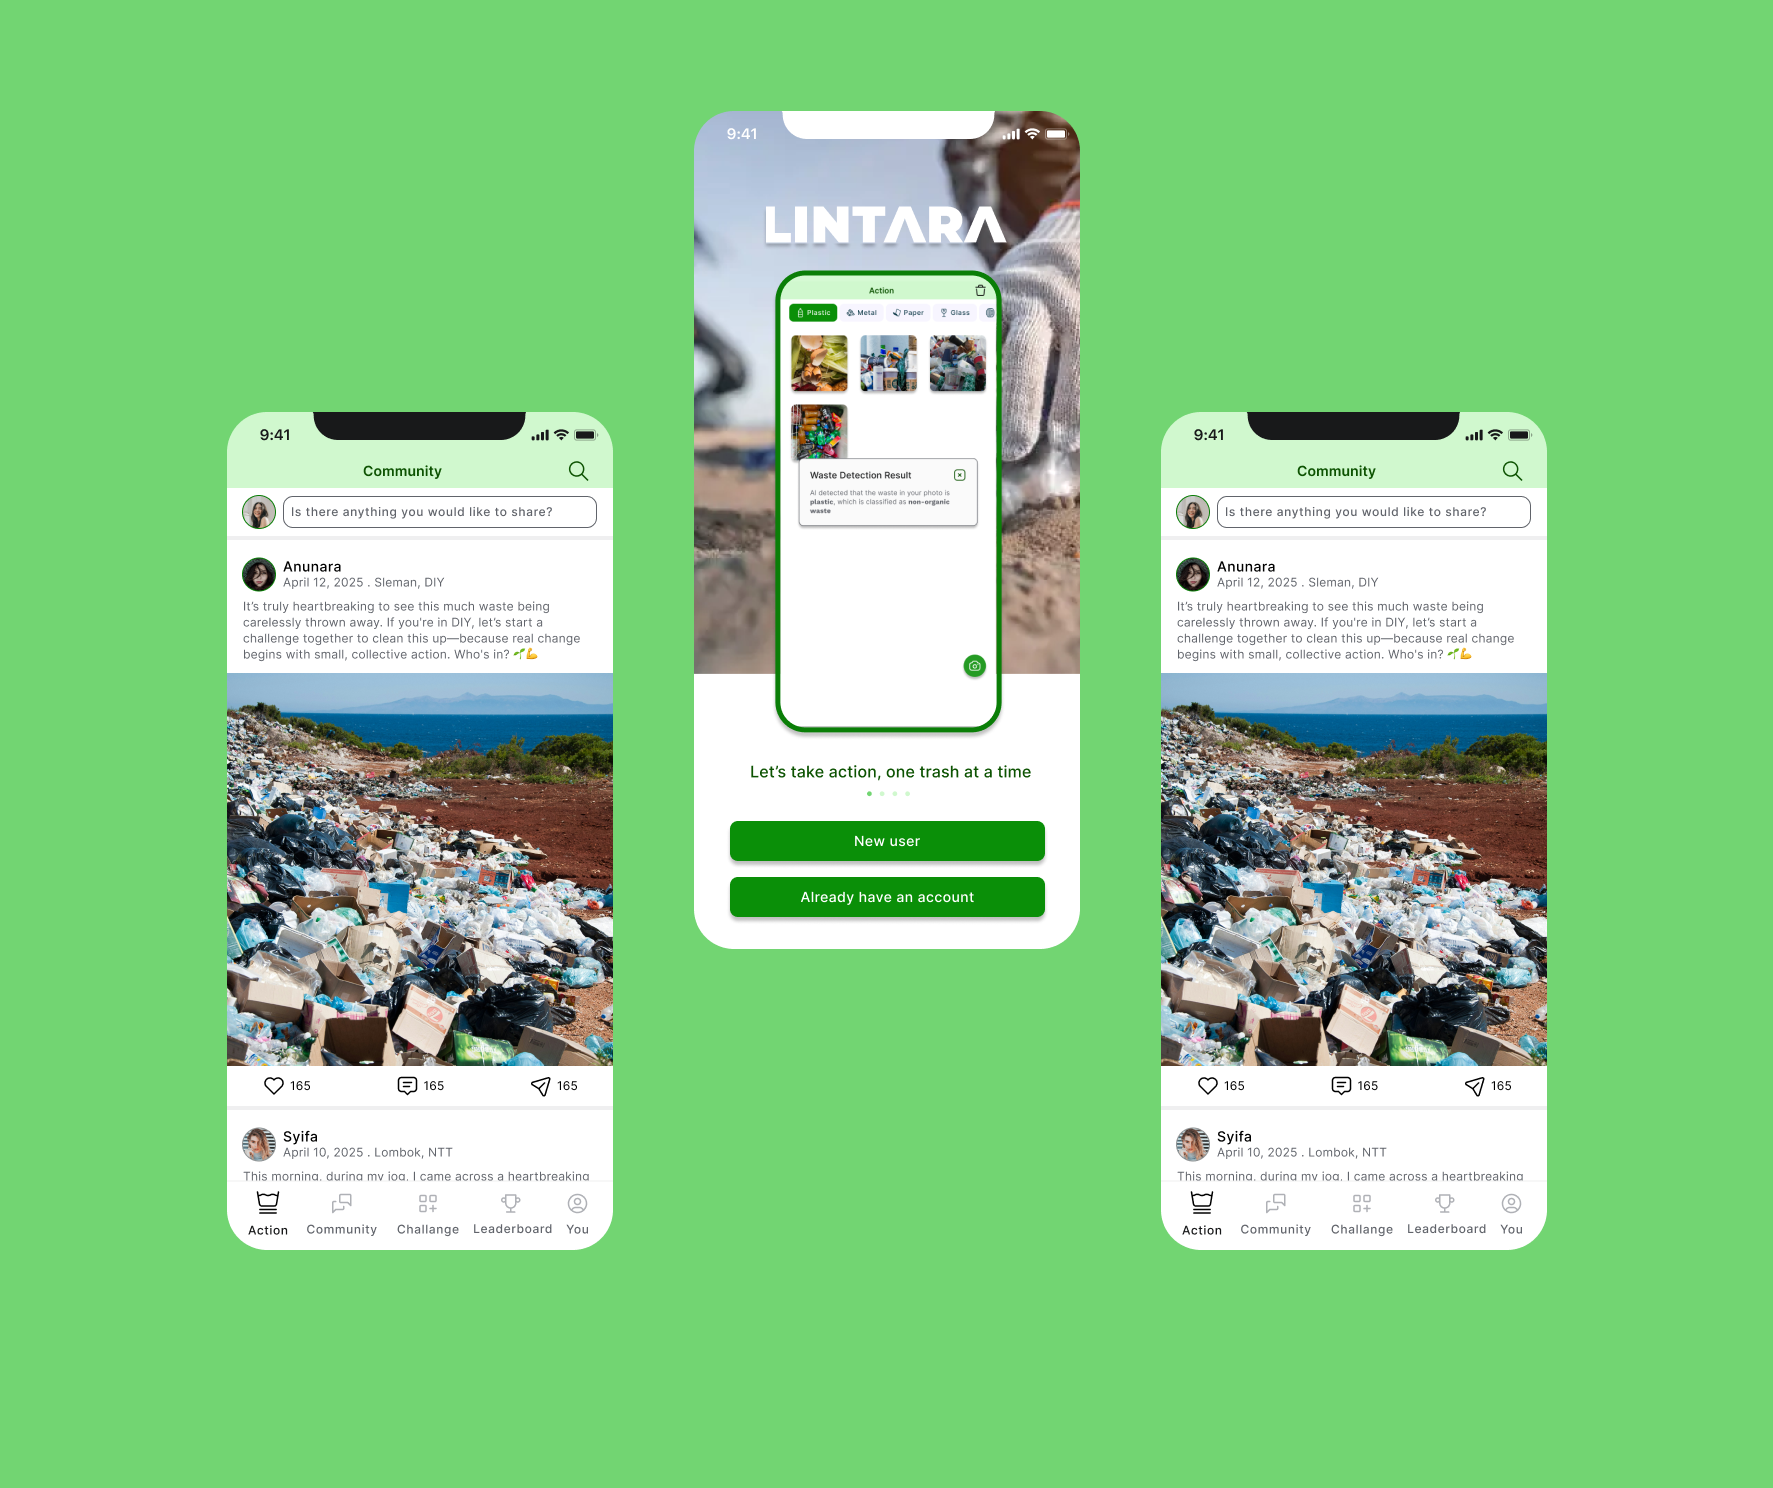 9:41
Community
Is there anything you would like to share?
Anunara
April 12, 2025 . Sleman, DIY
It's truly heartbreaking to see this much waste being
carelessly thrown away. If you're in DIY, let's start a
challenge together to clean this up—because real change
begins with small, collective action. Who's in? 🌱💪
165
165
165
Syifa
April 10, 2025 . Lombok, NTT
This morning, during my jog, I came across a heartbreaking
Action
Community
Challange
Leaderboard
You
9:41
LINTARA
Action
Plastic
Metal
Paper
Glass
Waste Detection Result
AI detected that the waste in your photo is
plastic, which is classified as non-organic
waste
Let's take action, one trash at a time
New user
Already have an account
9:41
Community
Is there anything you would like to share?
Anunara
April 12, 2025 . Sleman, DIY
It's truly heartbreaking to see this much waste being
carelessly thrown away. If you're in DIY, let's start a
challenge together to clean this up—because real change
begins with small, collective action. Who's in? 🌱💪
165
165
165
Syifa
April 10, 2025 . Lombok, NTT
This morning, during my jog, I came across a heartbreaking
Action
Community
Challange
Leaderboard
You